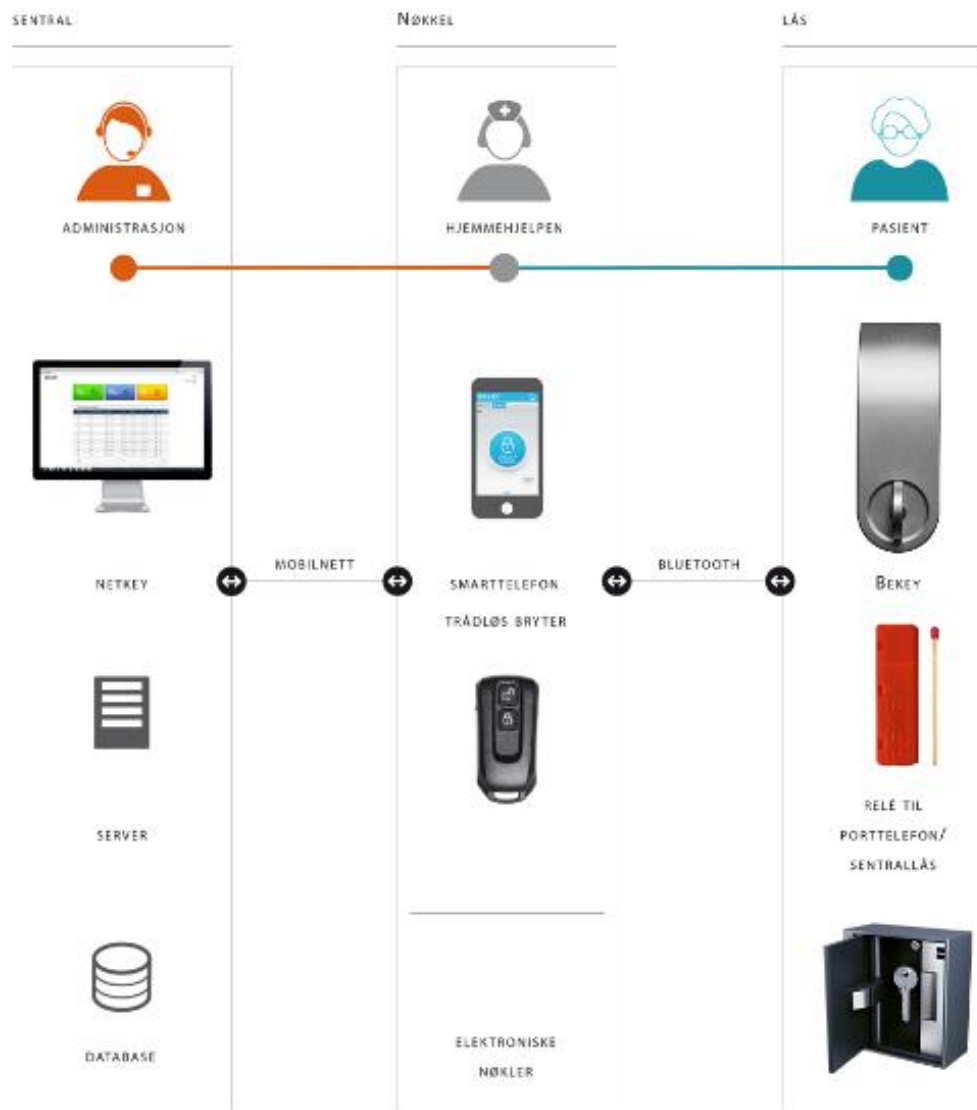 SENTRAL
NØKKEL
LÅS
ADMINISTRASJON
HJEMMEHJELPEN
PASIENT
NETKEY
MOBILNETT
SMARTTELEFON
BLUETOOTH
BEKEY
TRÅDLØS BRYTER
SERVER
RELÉ TIL
PORTTELEFON/
SENTRALLÅS
DATABASE
ELEKTRONISKE
NØKLER